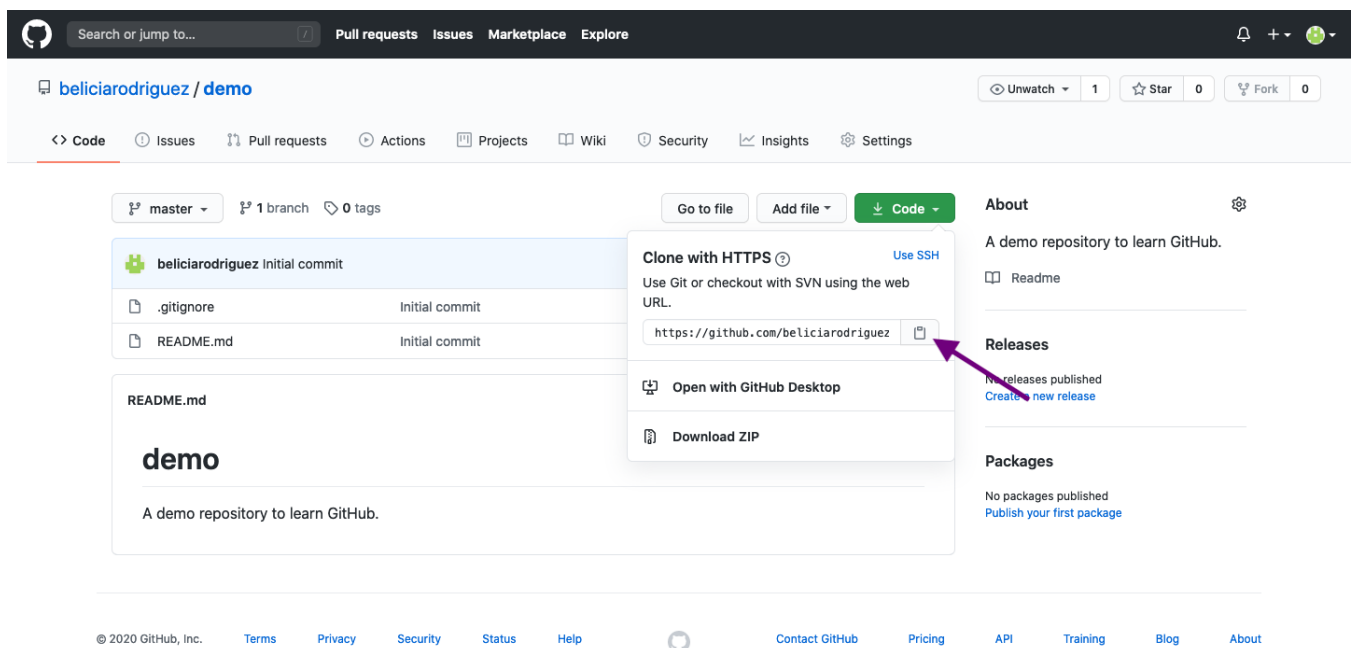 Search or jump to... /
Pull requests Issues Marketplace Explore
beliciarodriguez / demo
Unwatch 1 Star 0 Fork 0
Code Issues Pull requests Actions Projects Wiki Security Insights Settings
master 1 branch 0 tags
Go to file Add file Code
beliciarodriguez Initial commit
.gitignore Initial commit
README.md Initial commit
Clone with HTTPS ? Use SSH
Use Git or checkout with SVN using the web
URL.
https://github.com/beliciarodriguez
Open with GitHub Desktop
Download ZIP
README.md
demo
A demo repository to learn GitHub.
About
A demo repository to learn GitHub.
Readme
Releases
No releases published
Create a new release
Packages
No packages published
Publish your first package
© 2020 GitHub, Inc. Terms Privacy Security Status Help Contact GitHub Pricing API Training Blog About